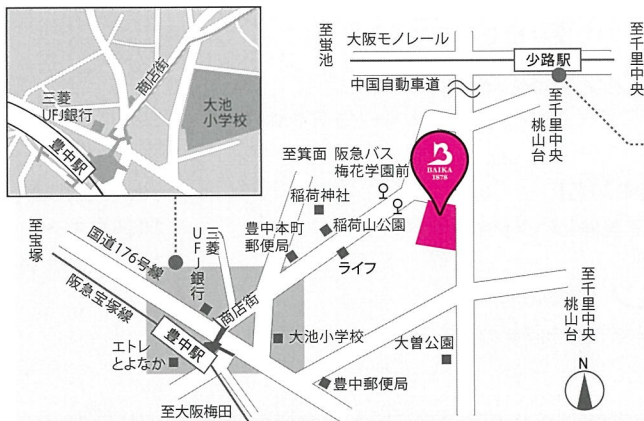 三菱
UFJ銀行
商店街
大池
小学校
豊中駅
至蛍池
大阪モノレール
少路駅
至千里中央
中国自動車道
至千里中央
桃山台
至箕面
阪急バス
梅花学園前
BAIKA
1878
稲荷神社
稲荷山公園
豊中本町
郵便局
ライフ
至宝塚
国道176号線
三菱UFJ銀行
商店街
阪急宝塚線
豊中駅
エトレ
とよなか
大池小学校
大曽公園
豊中郵便局
至大阪梅田
至千里中央
桃山台
N